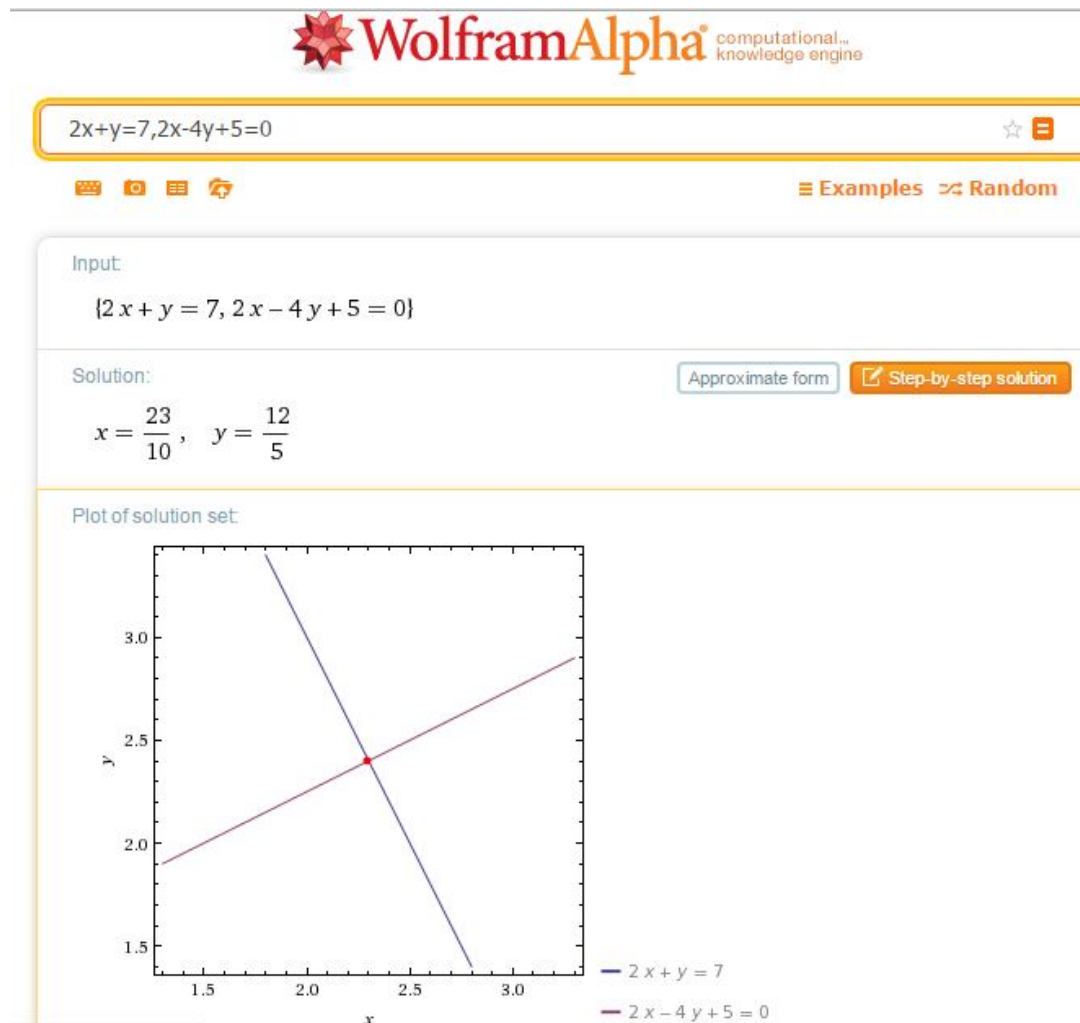 WolframAlpha computational... knowledge engine
2x+y=7,2x-4y+5=0
Examples Random
Input:
{2 x + y = 7, 2 x – 4 y + 5 = 0}
Solution:
Approximate form Step-by-step solution
x = 23/10, y = 12/5
Plot of solution set:
3.0
2.5
y
2.0
1.5
1.5 2.0 2.5 3.0
x
2 x + y = 7
2 x – 4 y + 5 = 0